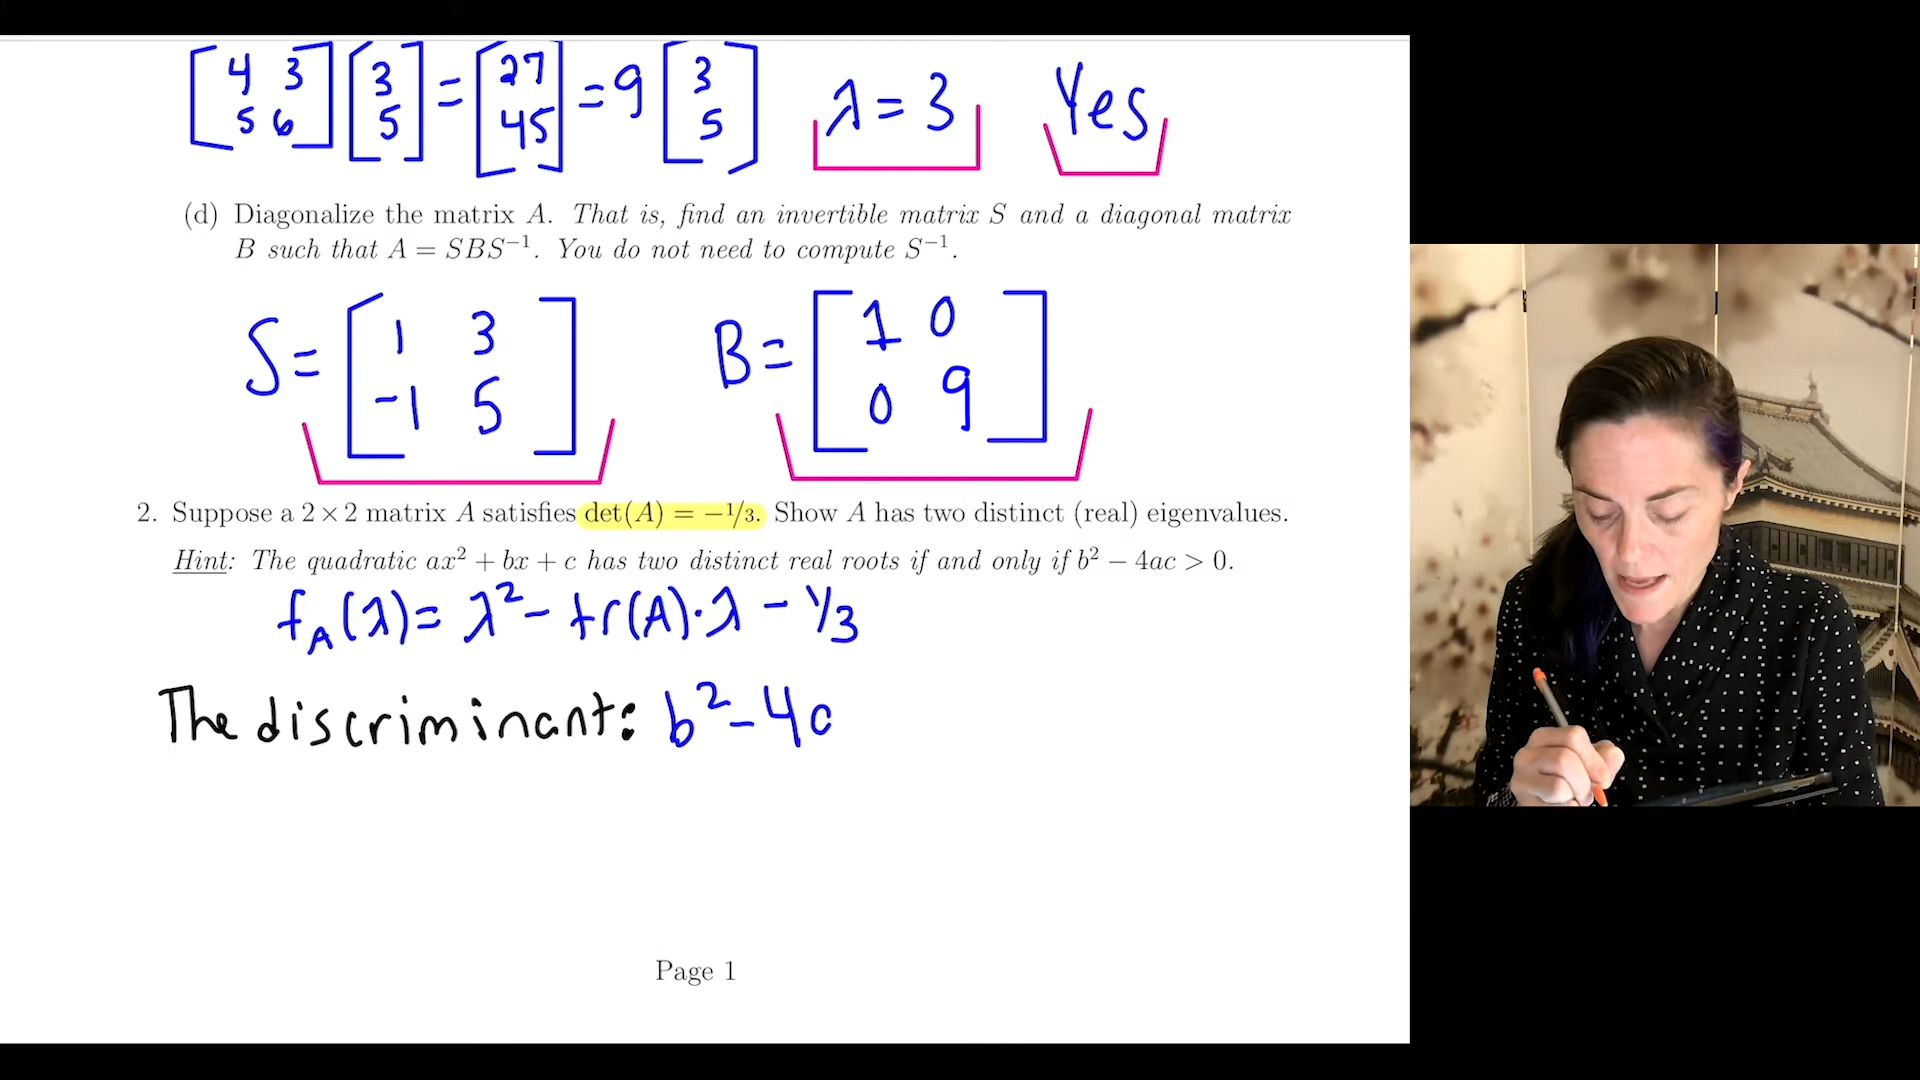 [4 3 5 6] [3 5] = [27 45] = 9 [3 5] λ = 3 Yes
(d) Diagonalize the matrix A. That is, find an invertible matrix S and a diagonal matrix
B such that A = SBS⁻¹. You do not need to compute S⁻¹.
S = [1 3 -1 5] B = [1 0 0 9]
2. Suppose a 2 × 2 matrix A satisfies det(A) = −1/3. Show A has two distinct (real) eigenvalues.
Hint: The quadratic ax² + bx + c has two distinct real roots if and only if b² − 4ac > 0.
f_A(λ) = λ² - tr(A)·λ - 1/3
The discriminant: b² - 4a
Page 1